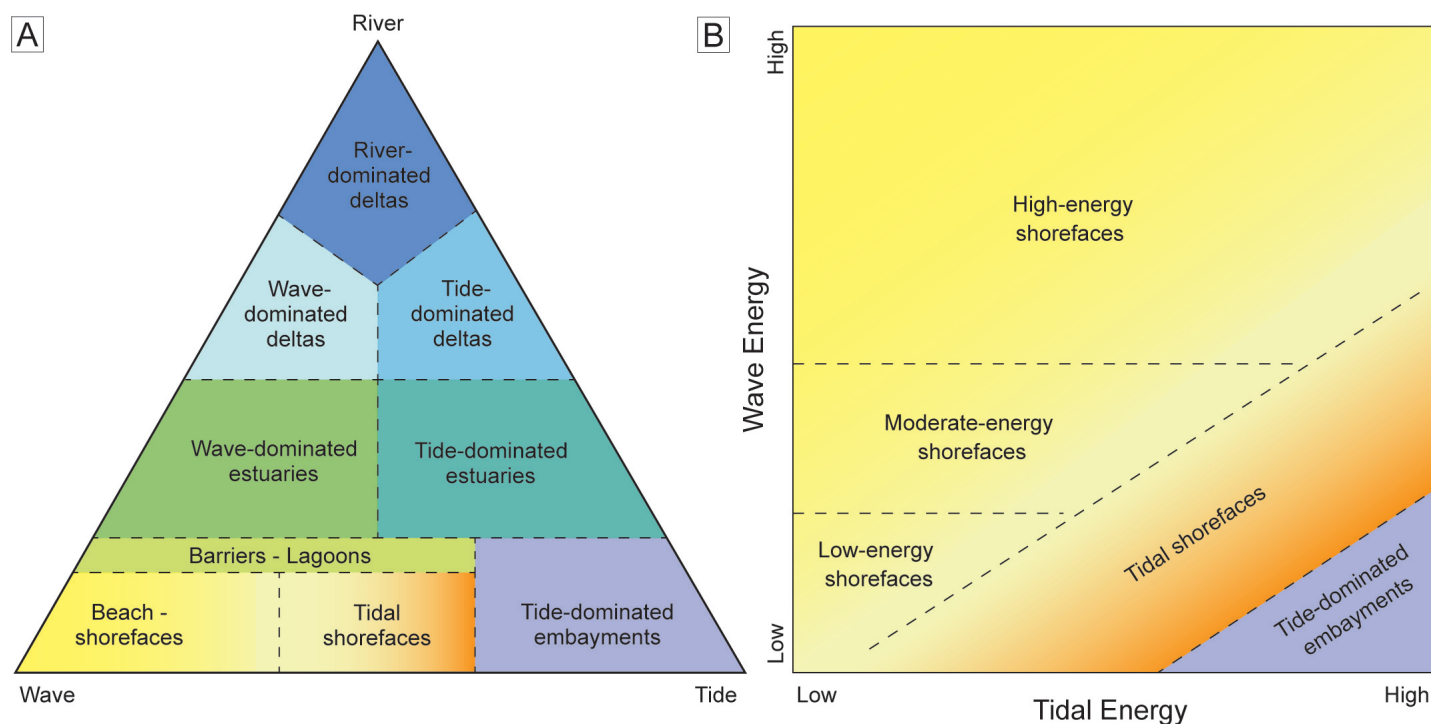 A
River
River-
dominated
deltas
Wave-
dominated
deltas
Tide-
dominated
deltas
Wave-dominated
estuaries
Tide-dominated
estuaries
Barriers - Lagoons
Beach -
shorefaces
Tidal
shorefaces
Tide-dominated
embayments
Wave
Tide
B
High
Wave Energy
Low
High-energy
shorefaces
Moderate-energy
shorefaces
Low-energy
shorefaces
Tidal shorefaces
Tide-dominated
embayments
Low
Tidal Energy
High